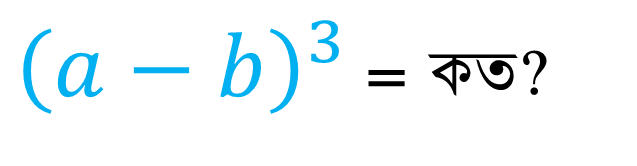 (a − b)³ = কত?